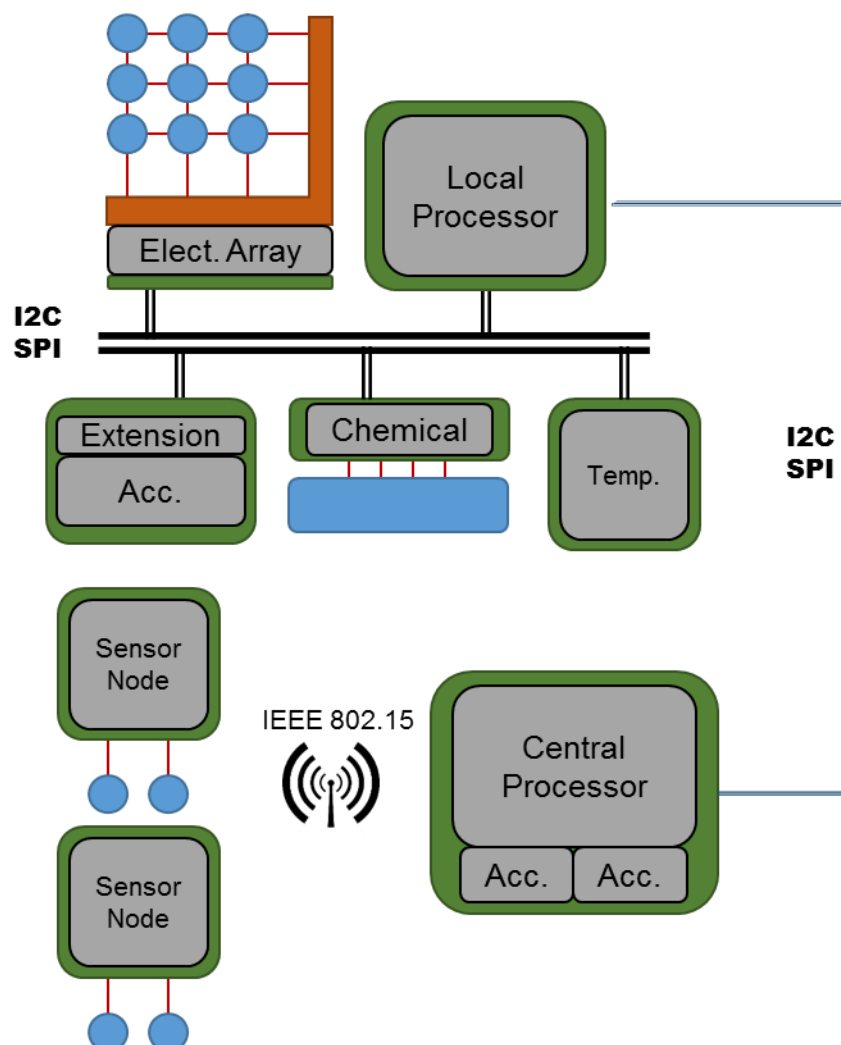 Local
Processor
Elect. Array
I2C
SPI
Extension
Acc.
Chemical
Temp.
I2C
SPI
Sensor
Node
IEEE 802.15
Central
Processor
Acc.
Acc.
Sensor
Node